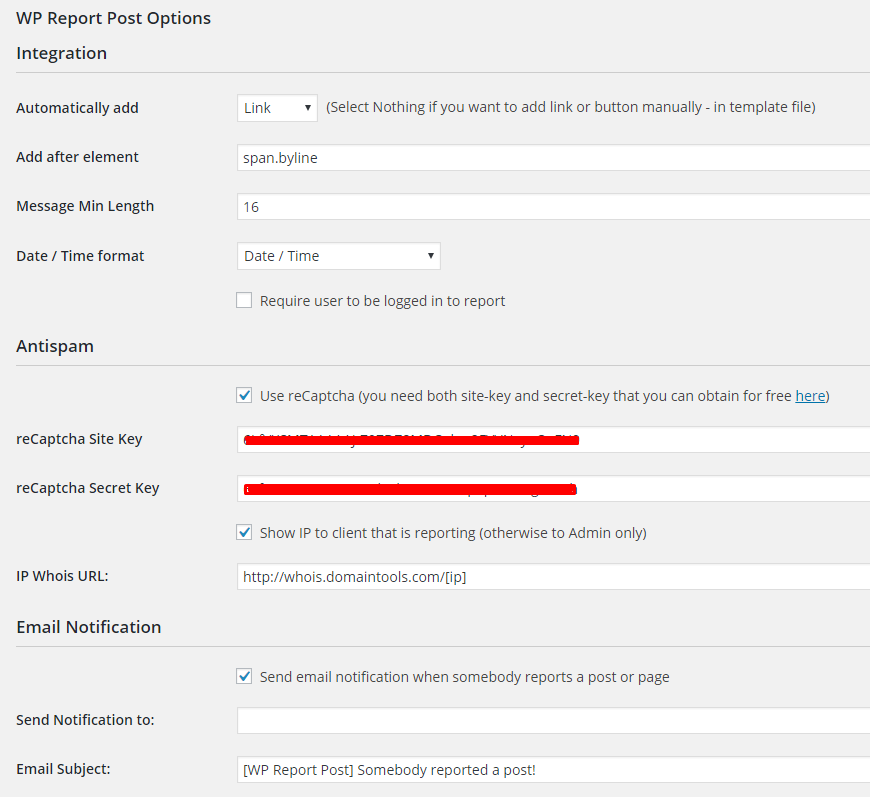 WP Report Post Options
Integration
Automatically add
Link (Select Nothing if you want to add link or button manually - in template file)
Add after element
span.byline
Message Min Length
16
Date / Time format
Date / Time
Require user to be logged in to report
Antispam
Use reCaptcha (you need both site-key and secret-key that you can obtain for free here)
reCaptcha Site Key
reCaptcha Secret Key
Show IP to client that is reporting (otherwise to Admin only)
IP Whois URL:
http://whois.domaintools.com/[ip]
Email Notification
Send email notification when somebody reports a post or page
Send Notification to:
Email Subject:
[WP Report Post] Somebody reported a post!